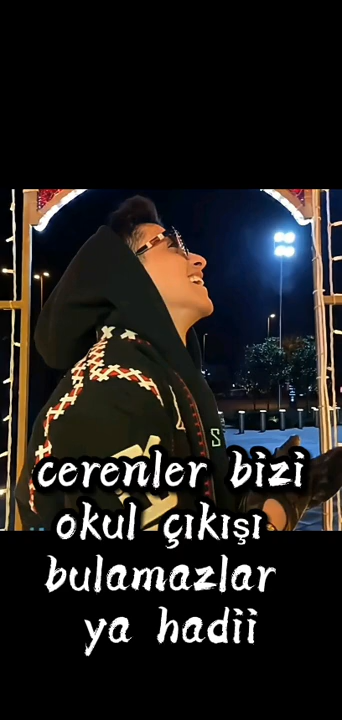 S
cerenler bizi
okul çıkışı
bulamazlar
ya hadii